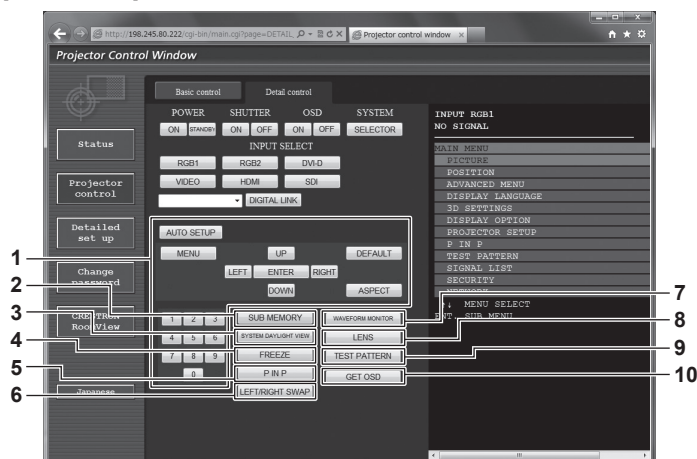 http://198.245.80.222/cgi-bin/main.cgi?page=DETAIL
Projector control window
Projector Control Window
Basic control
Detail control
POWER SHUTTER OSD SYSTEM
ON STANDBY ON OFF ON OFF SELECTOR
INPUT SELECT
RGB1 RGB2 DVI-D
VIDEO HDMI SDI
DIGITAL LINK
AUTO SETUP
MENU UP DEFAULT
LEFT ENTER RIGHT
DOWN ASPECT
1 2 3 SUB MEMORY WAVEFORM MONITOR
4 5 6 SYSTEM DAYLIGHT VIEW LENS
7 8 9 FREEZE TEST PATTERN
0 P IN P GET OSD
LEFT/RIGHT SWAP
Status
Projector
control
Detailed
set up
Change
password
CRESTRON
RoomView
Japanese
INPUT RGB1
NO SIGNAL
MAIN MENU
PICTURE
POSITION
ADVANCED MENU
DISPLAY LANGUAGE
3D SETTINGS
DISPLAY OPTION
PROJECTOR SETUP
P IN P
TEST PATTERN
SIGNAL LIST
SECURITY
NETWORK
↓ MENU SELECT
ENT. SUB MENU
1
2
3
4
5
6
7
8
9
10